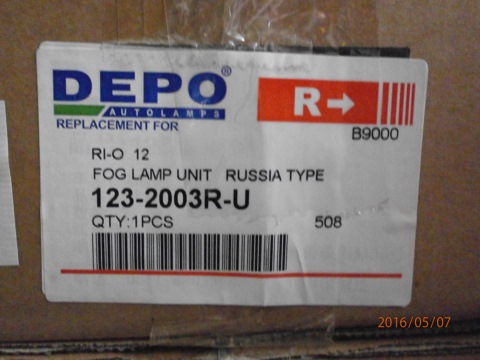 DEPO®
AUTOLAMPS
REPLACEMENT FOR
R→
B9000
RI-O 12
FOG LAMP UNIT RUSSIA TYPE
123-2003R-U
QTY:1PCS 508
2016/05/07